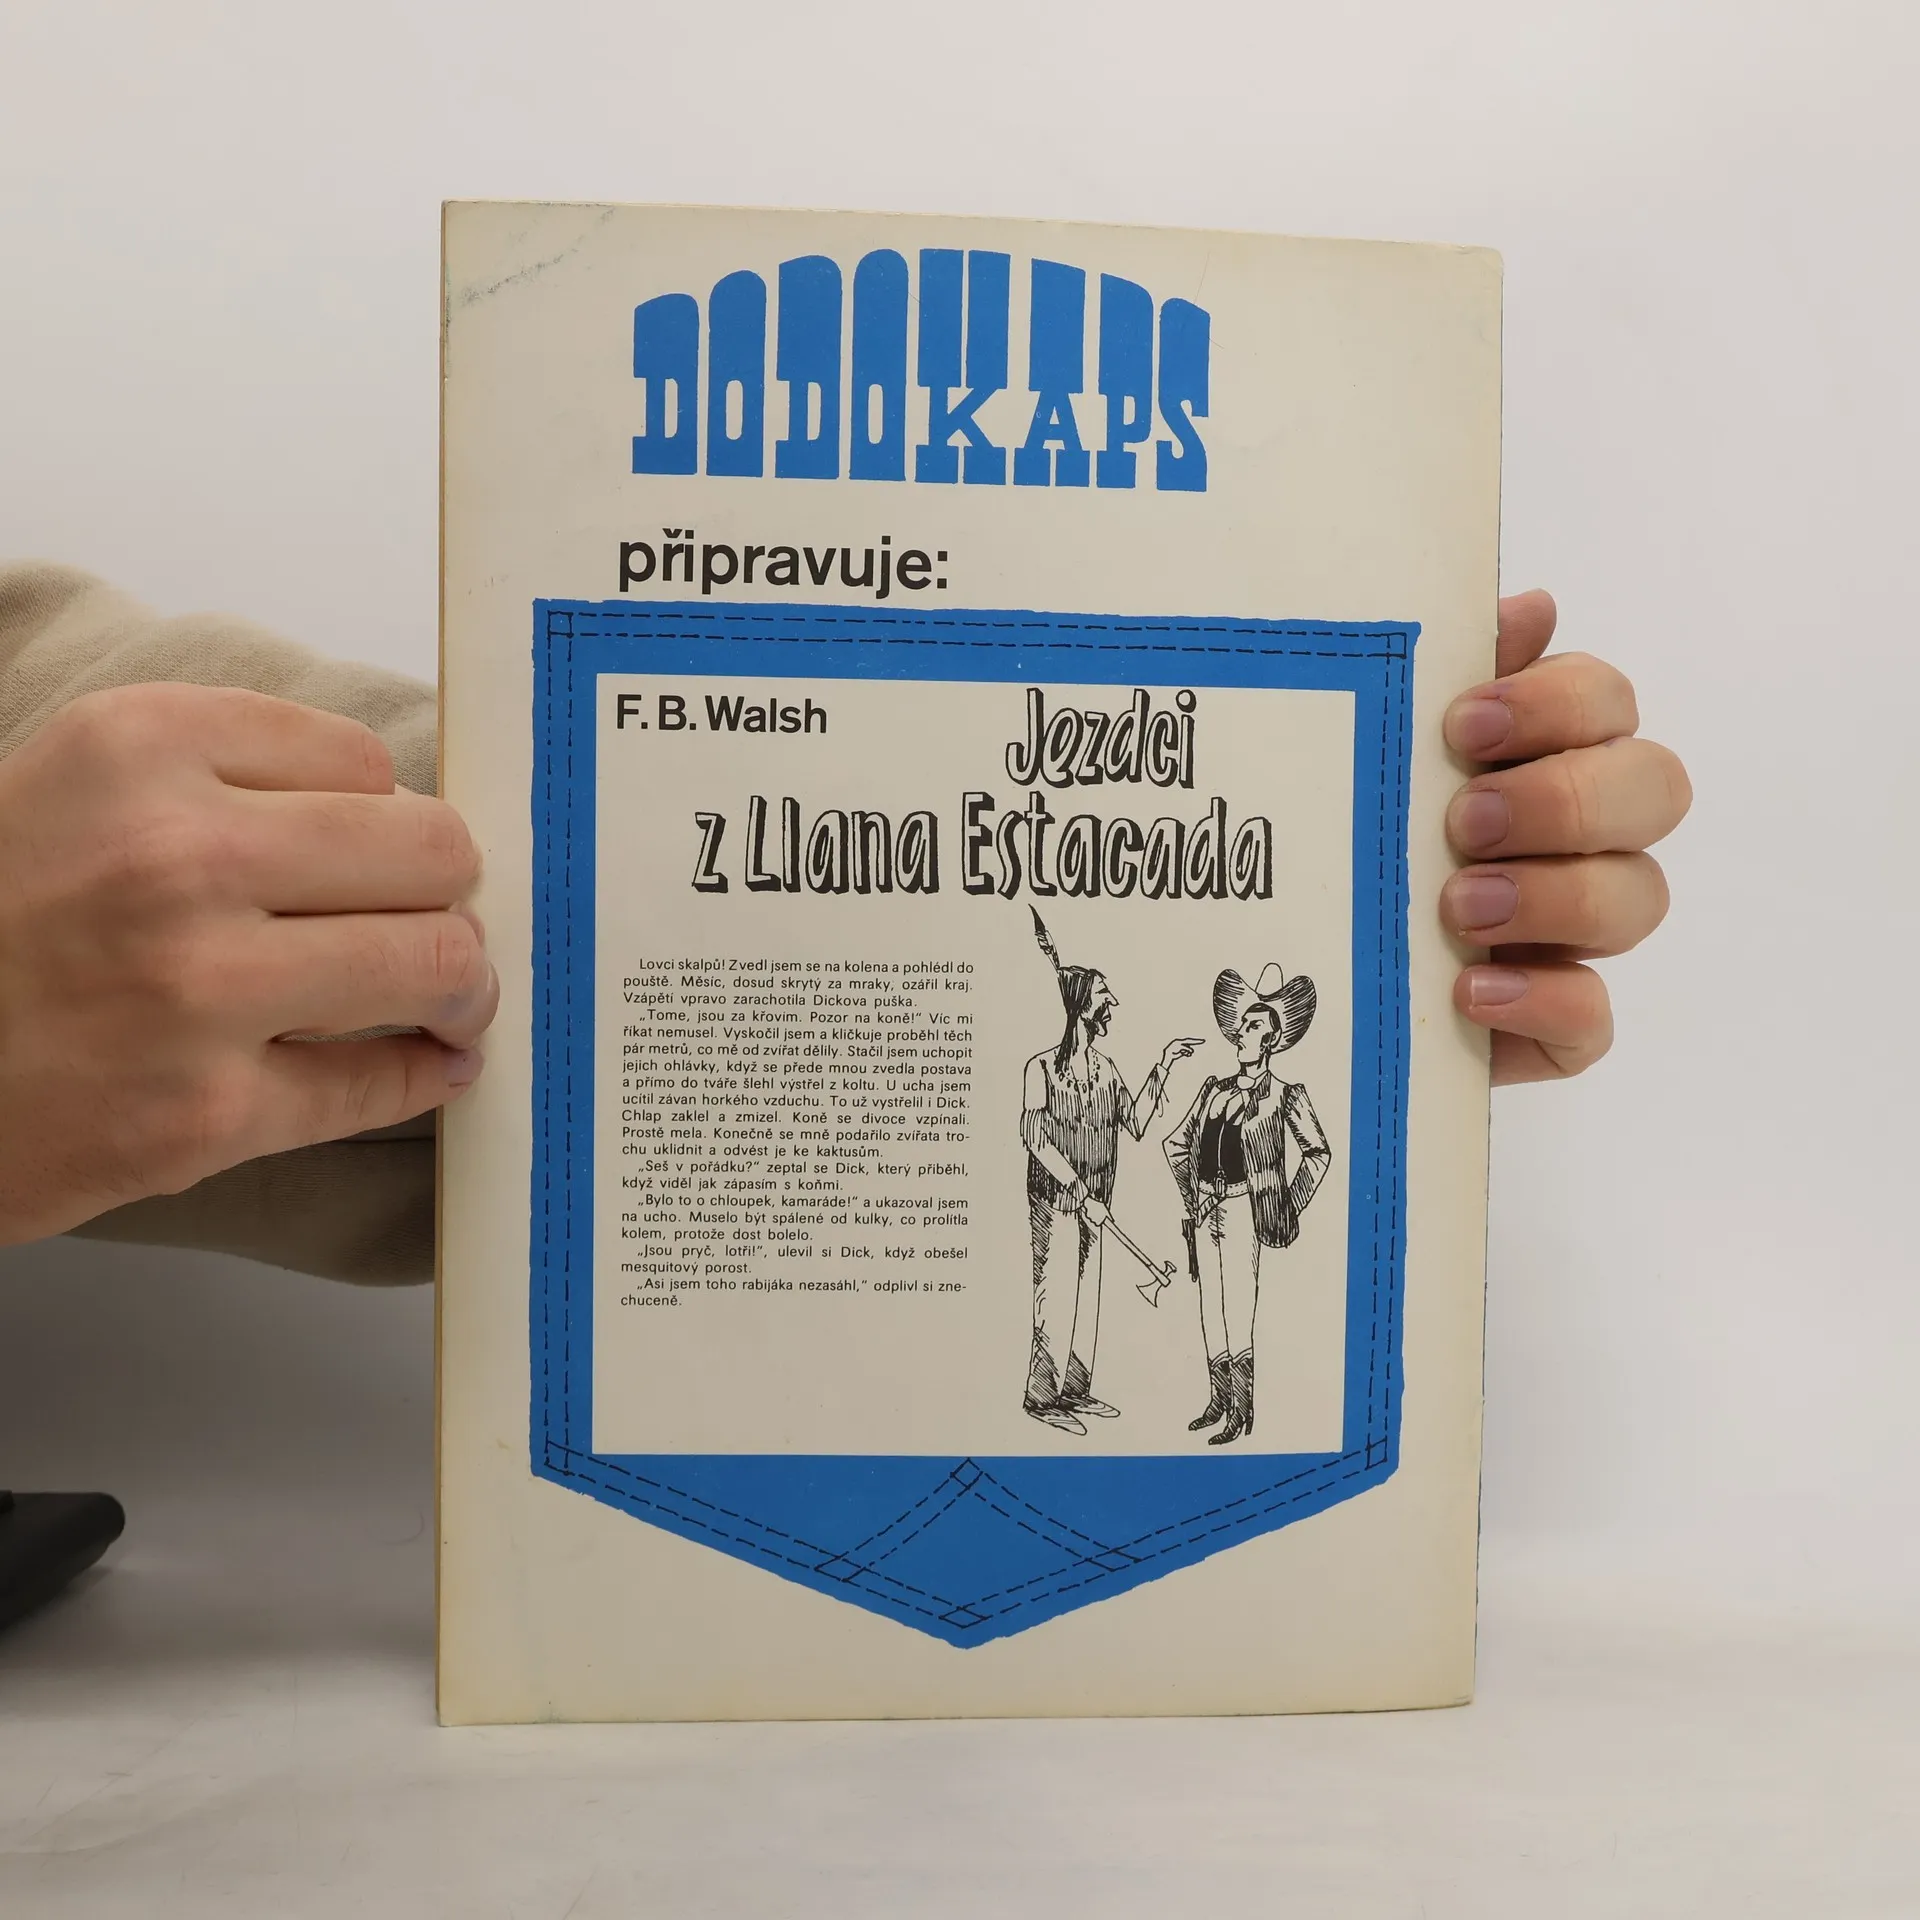 DODOKAPS
připravuje:
F. B. Walsh
Jezdci
z Llana Estacada
Lovci skalpů! Zvedl jsem se na kolena a pohlédl do
pouště. Měsíc, dosud skrytý za mraky, ozářil kraj.
Vzápětí vpravo zarachotila Dickova puška.
„Tome, jsou za křovím. Pozor na koně!“ Víc mi
říkat nemusel. Vyskočil jsem a kličkuje proběhl těch
pár metrů, co mě od zvířat dělily. Stačil jsem uchopit
jejich ohlávky, když se přede mnou zvedla postava
a přímo do tváře šlehl výstřel z koltu. U ucha jsem
ucítil závan horkého vzduchu. To už vystřelil i Dick.
Chlap zaklel a zmizel. Koně se divoce vzpínali.
Prostě mela. Konečně se mně podařilo zvířata tro-
chu uklidnit a odvést je ke kaktusům.
„Seš v pořádku?“ zeptal se Dick, který přiběhl,
když viděl jak zápasím s koňmi.
„Bylo to o chloupek, kamaráde!“ a ukazoval jsem
na ucho. Muselo být spálené od kulky, co prolítla
kolem, protože dost bolelo.
„Jsou pryč, lotři!“, ulevil si Dick, když obešel
mesquitový porost.
„Asi jsem toho rabijáka nezasáhl,“ odplivl si zne-
chuceně.